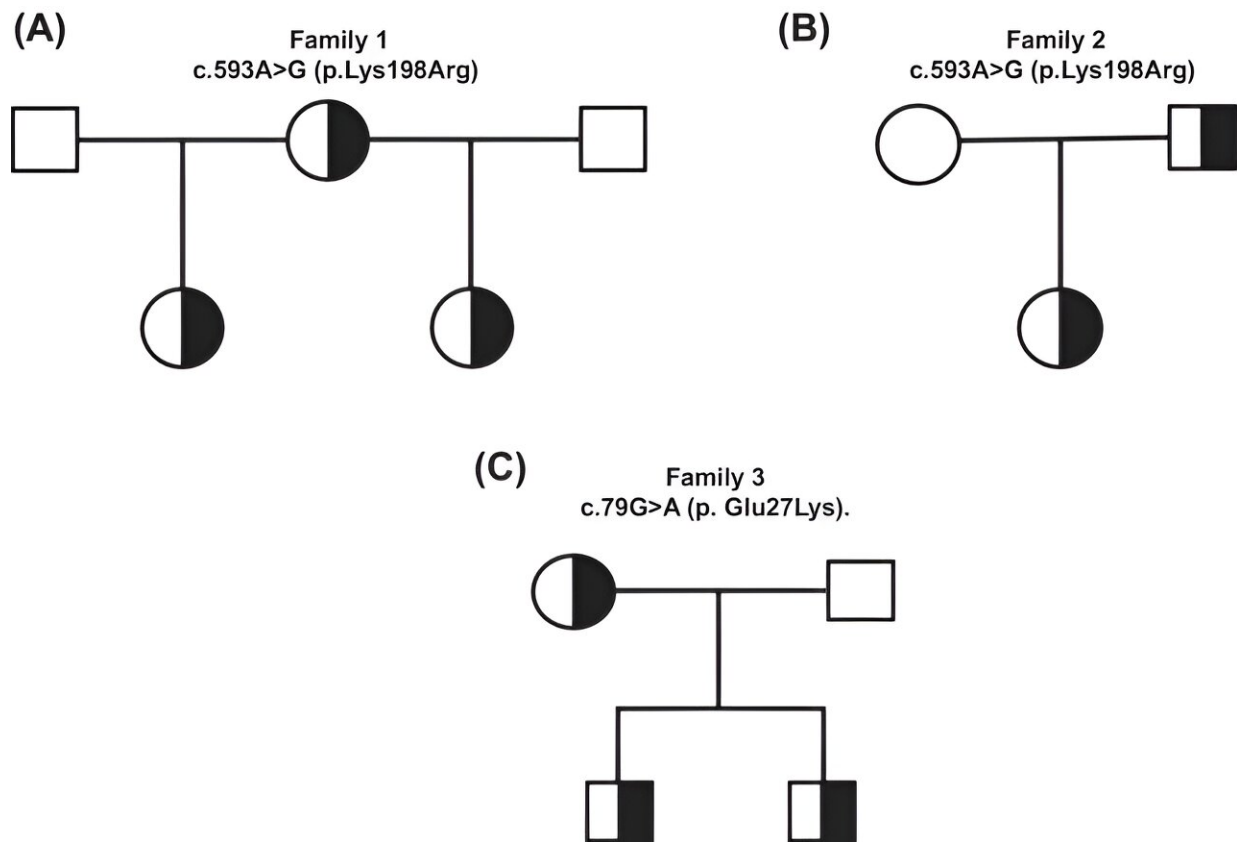 (A)
Family 1
c.593A>G (p.Lys198Arg)
(B)
Family 2
c.593A>G (p.Lys198Arg)
(C)
Family 3
c.79G>A (p. Glu27Lys).